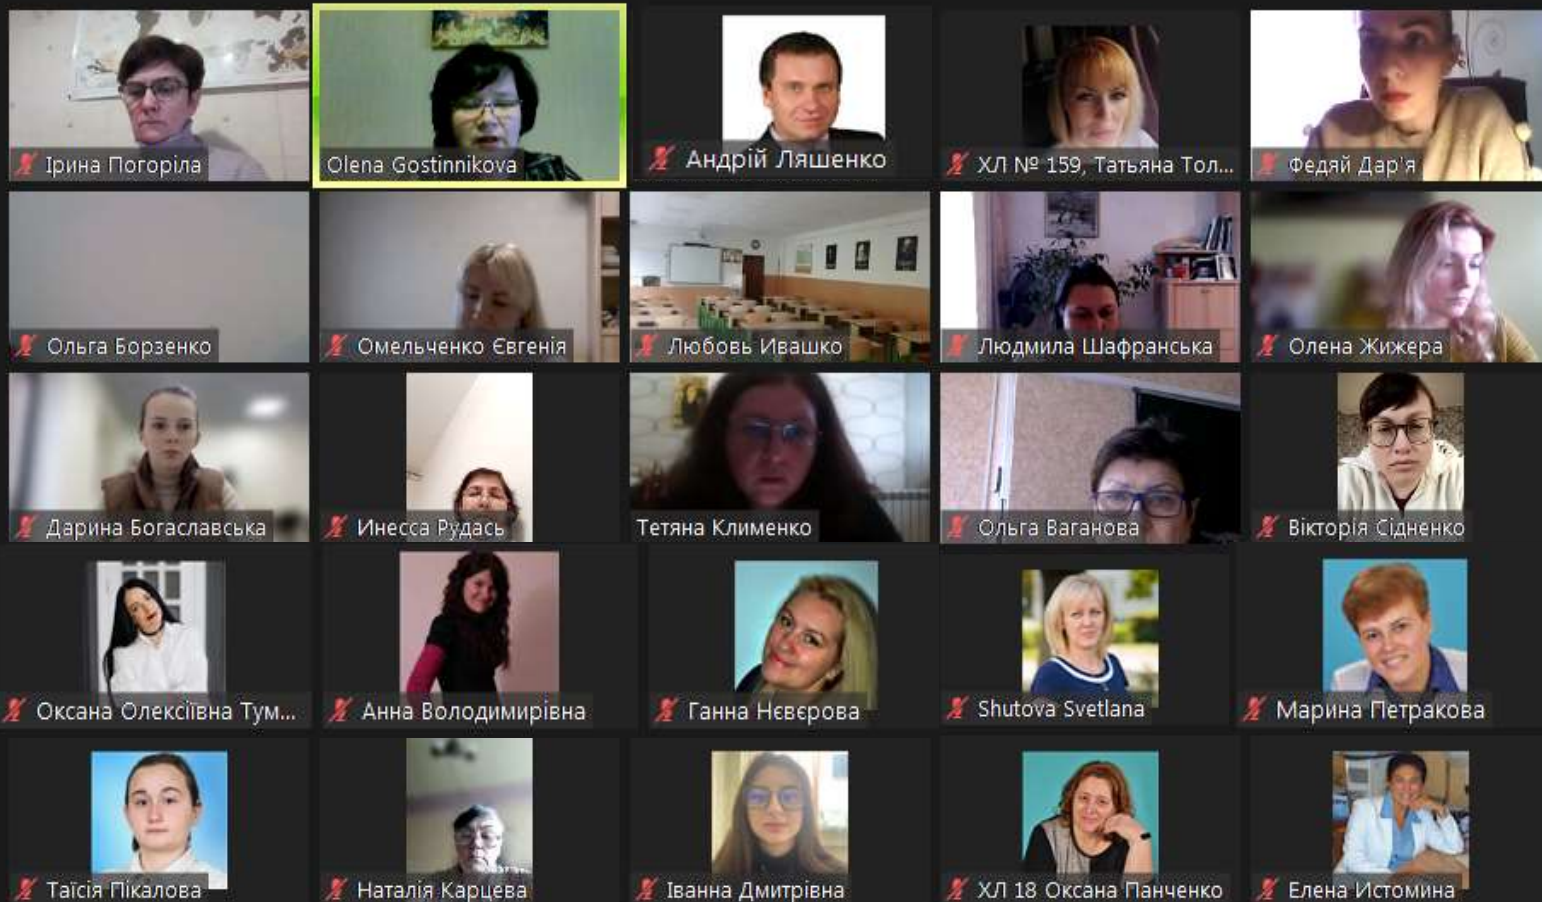 Ірина Погоріла
Olena Gostinnikova
Андрій Ляшенко
ХЛ № 159, Татьяна Тол...
Федяй Дар'я
Ольга Борзенко
Омельченко Євгенія
Любовь Ивашко
Людмила Шафранська
Олена Жижера
Дарина Богаславська
Инесса Рудась
Тетяна Клименко
Ольга Ваганова
Вікторія Сідненко
Оксана Олексіївна Тум...
Анна Володимирівна
Ганна Нєвєрова
Shutova Svetlana
Марина Петракова
Таїсія Пікалова
Наталія Карцева
Іванна Дмитрівна
ХЛ 18 Оксана Панченко
Елена Истомина